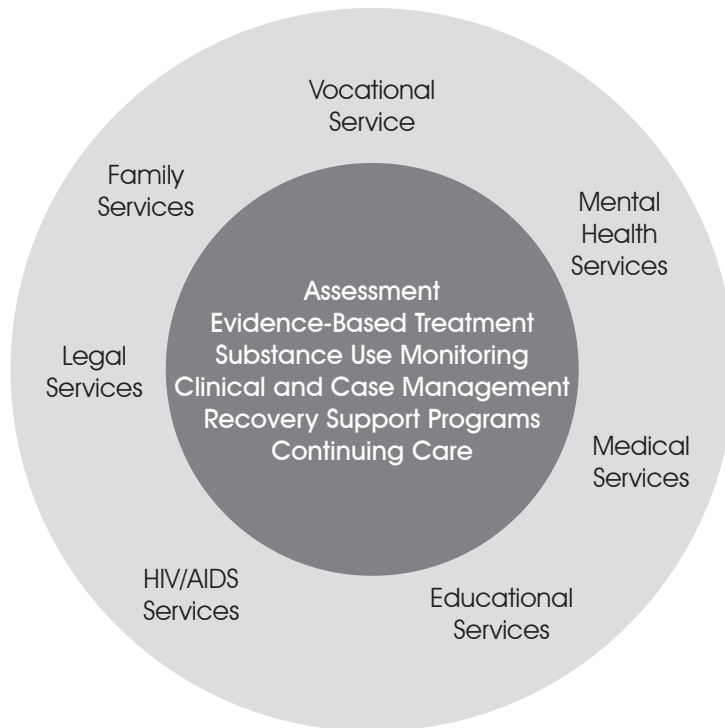 Vocational
Service
Family
Services
Mental
Health
Services
Assessment
Evidence-Based Treatment
Substance Use Monitoring
Clinical and Case Management
Recovery Support Programs
Continuing Care
Legal
Services
Medical
Services
HIV/AIDS
Services
Educational
Services